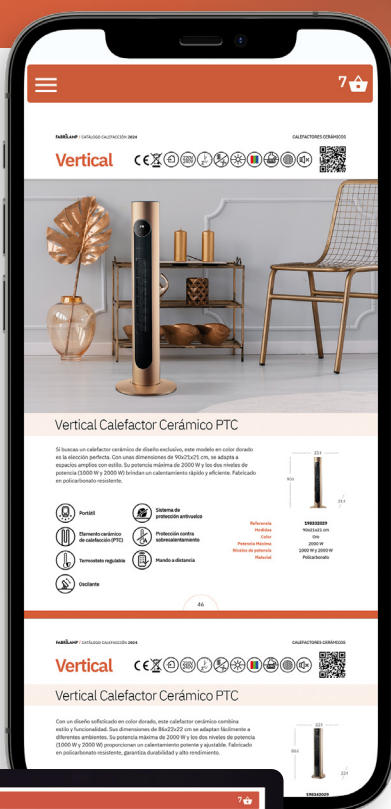 7
FABRILAMP / CATÁLOGO CALEFACCIÓN 2024
CALEFACTORES CERÁMICOS
Vertical
CE
Vertical Calefactor Cerámico PTC
Si buscas un calefactor cerámico de diseño exclusivo, este modelo en color dorado
es la elección perfecta. Con unas dimensiones de 90x21x21 cm, se adapta a
espacios amplios con estilo. Su potencia máxima de 2000 W y los dos niveles de
potencia (1000 W y 2000 W) brindan un calentamiento rápido y eficiente. Fabricado
en policarbonato resistente.
Portátil
Sistema de
protección antivuelco
Elemento cerámico
de calefacción (PTC)
Protección contra
sobrecalentamiento
Termostato regulable
Mando a distancia
Oscilante
Referencia 198332029
Medidas 90x21x21 cm
Color Oro
Potencia Máxima 2000 W
Niveles de potencia 1000 W y 2000 W
Material Policarbonato
46
FABRILAMP / CATÁLOGO CALEFACCIÓN 2024
CALEFACTORES CERÁMICOS
Vertical
CE
Vertical Calefactor Cerámico PTC
Con un diseño sofisticado en color dorado, este calefactor cerámico combina
estilo y funcionalidad. Sus dimensiones de 86x22x22 cm se adaptan fácilmente a
diferentes ambientes. Su potencia máxima de 2000 W y los dos niveles de potencia
(1000 W y 2000 W) proporcionan un calentamiento potente y ajustable. Fabricado
en policarbonato resistente, garantiza durabilidad y alto rendimiento.
198342029
7